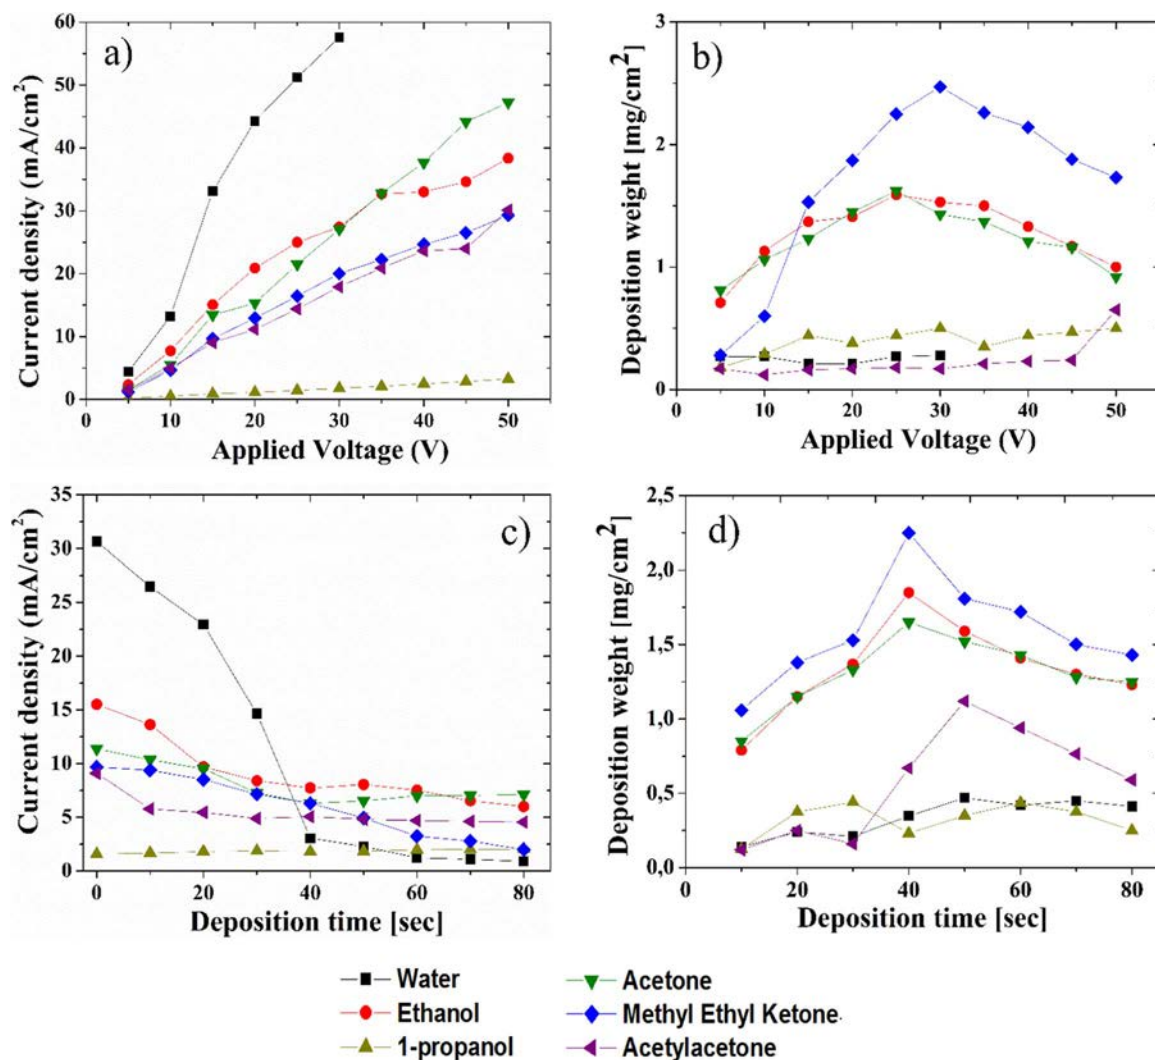 a)
Current density (mA/cm²)
60
50
40
30
20
10
0
0 10 20 30 40 50
Applied Voltage (V)
b)
Deposition weight [mg/cm²]
3
2
1
0
0 10 20 30 40 50
Applied Voltage (V)
c)
Current density (mA/cm²)
35
30
25
20
15
10
5
0
0 20 40 60 80
Deposition time [sec]
d)
Deposition weight [mg/cm²]
2,5
2,0
1,5
1,0
0,5
0,0
0 20 40 60 80
Deposition time [sec]
Water
Ethanol
1-propanol
Acetone
Methyl Ethyl Ketone
Acetylacetone